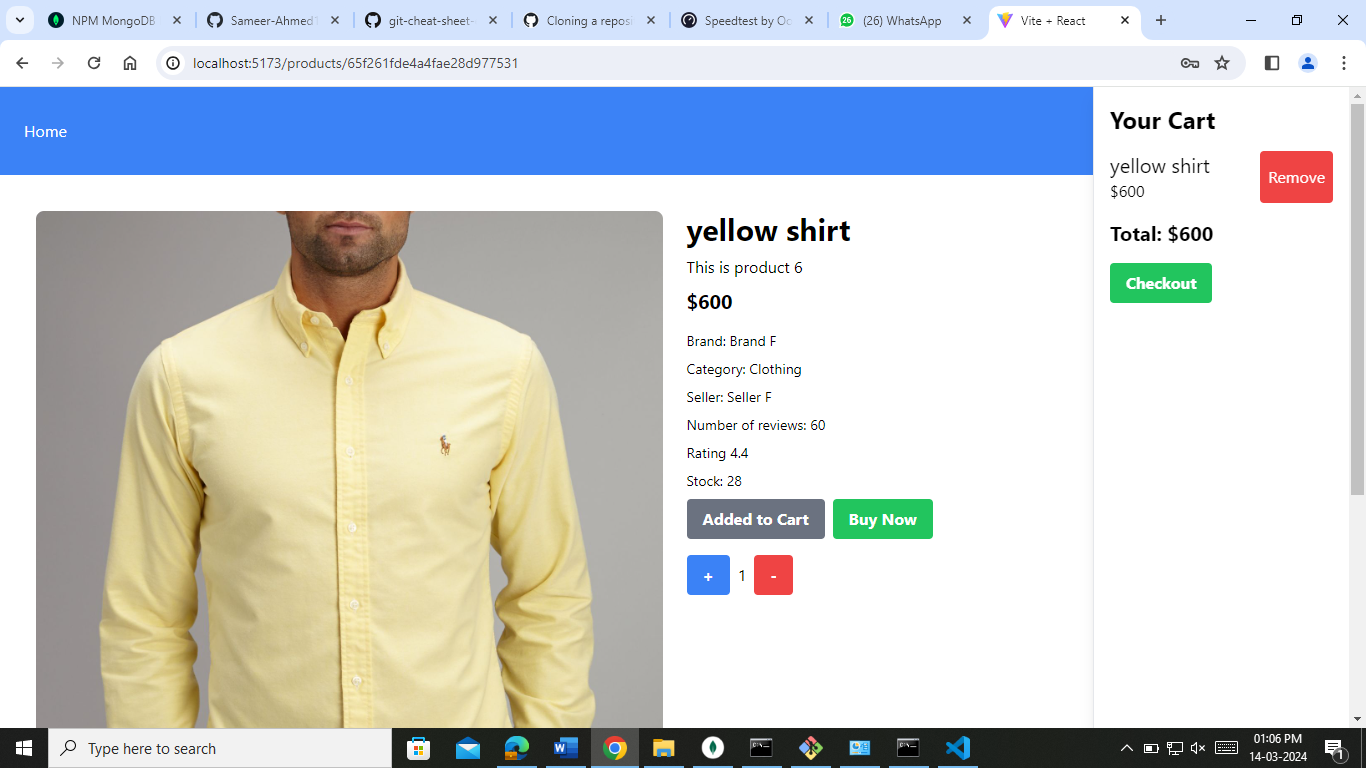 NPM MongoDB
Sameer-Ahmed1
git-cheat-sheet-
Cloning a reposi
Speedtest by Oo
26
(26) WhatsApp
Vite + React
localhost:5173/products/65f261fde4a4fae28d977531
Home
yellow shirt
This is product 6
$600
Brand: Brand F
Category: Clothing
Seller: Seller F
Number of reviews: 60
Rating 4.4
Stock: 28
Added to Cart
Buy Now
+ 1 -
Your Cart
yellow shirt
$600
Remove
Total: $600
Checkout
Type here to search
01:06 PM
14-03-2024
1